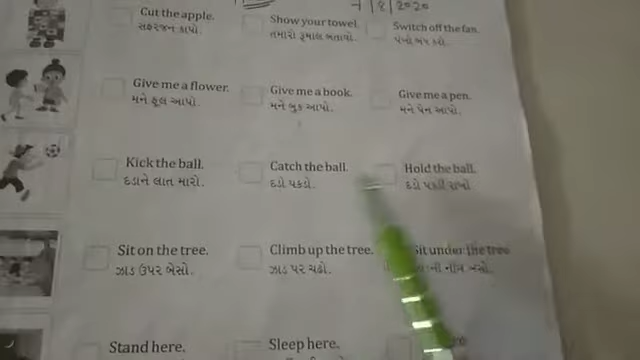 Cut the apple.
સફરજન કાપો.
Show your towel.
તમારો રૂમાલ બતાવો.
Switch off the fan.
પંખો બંધ કરો.
Give me a flower.
મને ફૂલ આપો.
Give me a book.
મને બુક આપો.
Give me a pen.
મને પેન આપો.
Kick the ball.
દડાને લાત મારો.
Catch the ball.
દડો પકડો.
Hold the ball.
દડો પકડી રાખો
Sit on the tree.
ઝાડ ઉપર બેસો.
Climb up the tree.
ઝાડ પર ચઢો.
Sit under the tree
Stand here.
Sleep here.